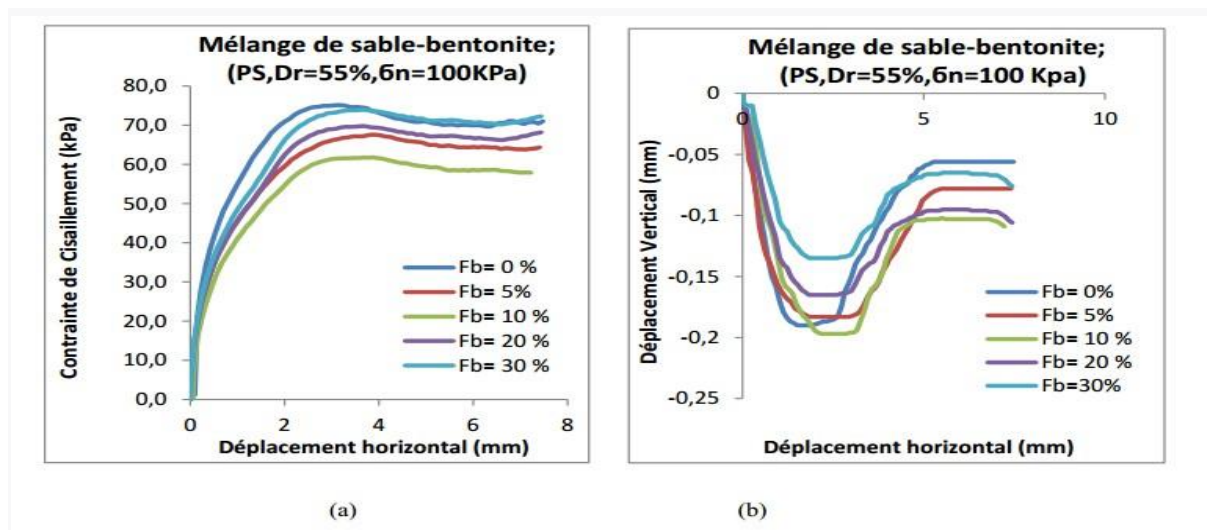 Mélange de sable-bentonite;
(PS,Dr=55%,бn=100KPa)
80,0
70,0
60,0
50,0
40,0
30,0
20,0
10,0
0,0
Contrainte de Cisaillement (kPa)
Fb= 0 %
Fb= 5%
Fb= 10 %
Fb= 20 %
Fb= 30 %
0 2 4 6 8
Déplacement horizontal (mm)
(a)
Mélange de sable-bentonite;
(PS,Dr=55%,бn=100 Kpa)
0 5 10
0
-0,05
-0,1
-0,15
-0,2
-0,25
Déplacement Vertical (mm)
Fb= 0%
Fb= 5%
Fb= 10 %
Fb= 20 %
Fb=30%
Déplacement horizontal (mm)
(b)